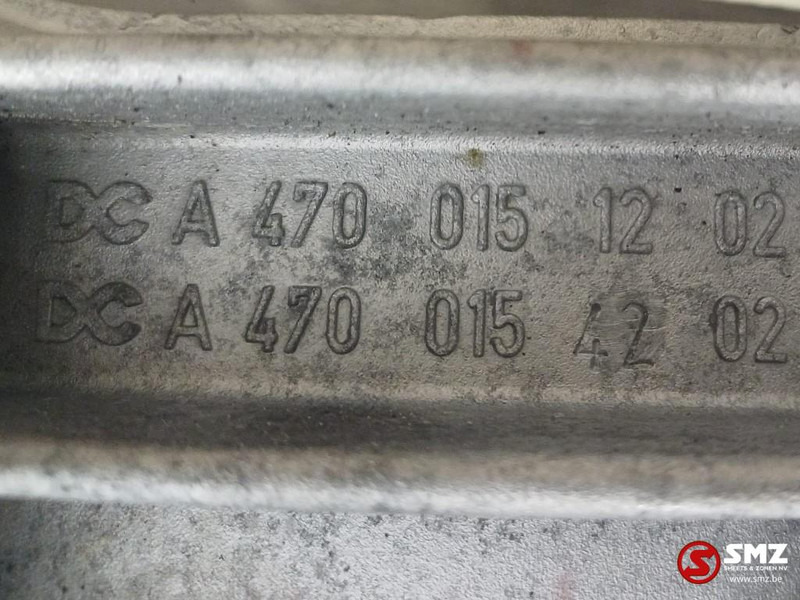 DC A 470 015 12 02
DC A 470 015 42 02
SMZ
SMEETS & ZONEN NV
www.smz.be